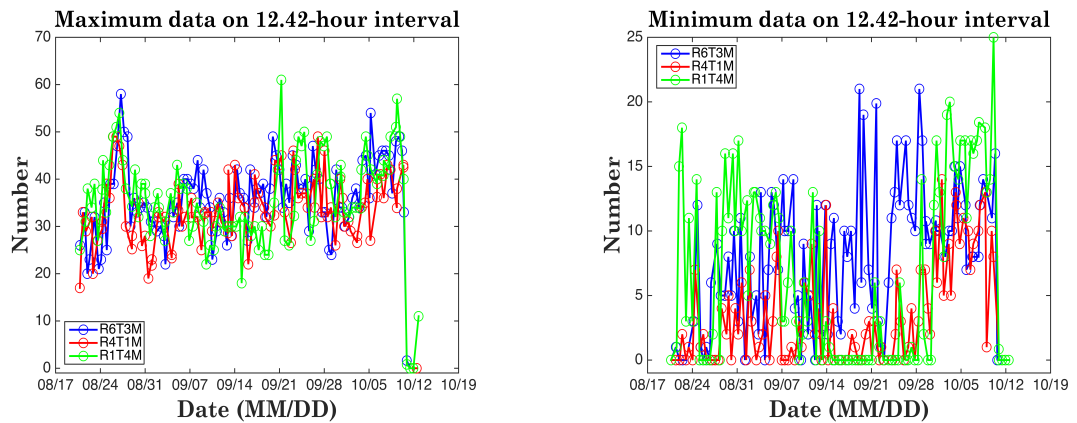 Maximum data on 12.42-hour interval
70
60
50
40
30
20
10
0
Number
R6T3M
R4T1M
R1T4M
08/17 08/24 08/31 09/07 09/14 09/21 09/28 10/05 10/12 10/19
Date (MM/DD)
Minimum data on 12.42-hour interval
25
20
15
10
5
0
Number
R6T3M
R4T1M
R1T4M
08/17 08/24 08/31 09/07 09/14 09/21 09/28 10/05 10/12 10/19
Date (MM/DD)